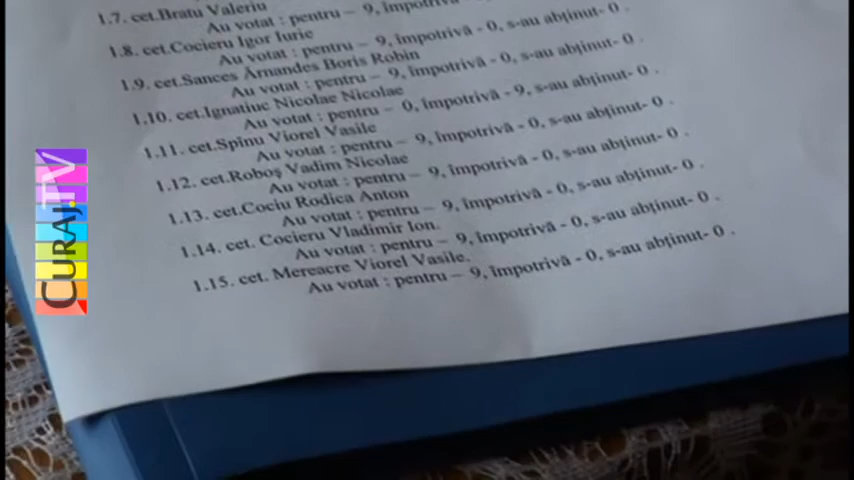 1.7. cet.Bratu Valeriu
Au votat : pentru – 9, împotrivă
1.8. cet.Cocieru Igor Iurie
Au votat : pentru – 9, împotrivă - 0, s-au abţinut- 0 .
1.9. cet.Sances Arnandes Boris Robin
Au votat : pentru – 9, împotrivă - 0, s-au abţinut- 0 .
1.10. cet.Ignatiuc Nicolae Nicolae
Au votat : pentru – 0, împotrivă - 9, s-au abţinut- 0 .
1.11. cet.Spînu Viorel Vasile
Au votat : pentru – 9, împotrivă - 0, s-au abţinut- 0 .
1.12. cet.Roboş Vadim Nicolae
Au votat : pentru – 9, împotrivă - 0, s-au abţinut- 0 .
1.13. cet.Cociu Rodica Anton
Au votat : pentru – 9, împotrivă - 0, s-au abţinut- 0 .
1.14. cet. Cocieru Vladimir Ion.
Au votat : pentru – 9, împotrivă - 0, s-au abţinut- 0 .
1.15. cet. Mereacre Viorel Vasile.
Au votat : pentru – 9, împotrivă - 0, s-au abţinut- 0 .
CURAJ.TV